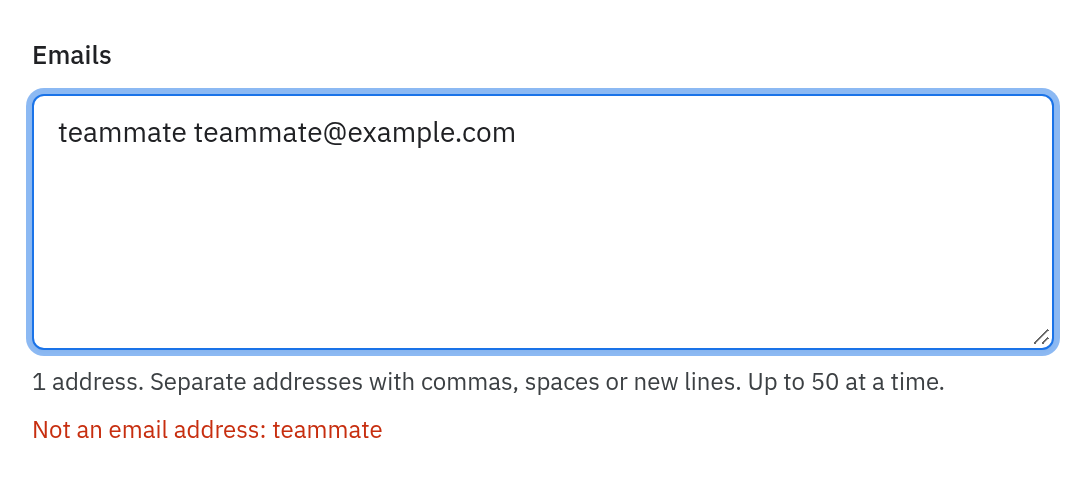 Emails
teammate teammate@example.com
1 address. Separate addresses with commas, spaces or new lines. Up to 50 at a time.
Not an email address: teammate